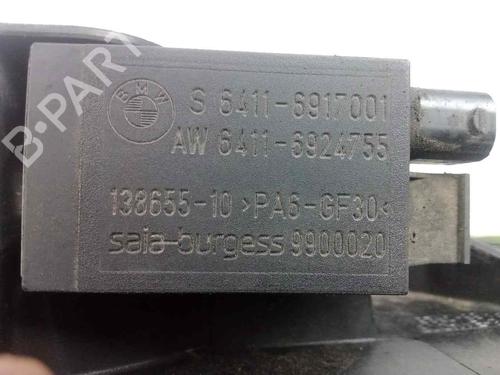 B-PART
BMW
S 6411-6917001
AW 6411-6924755
138655-10 >PA6-GF30<
saia-burgess 9900020